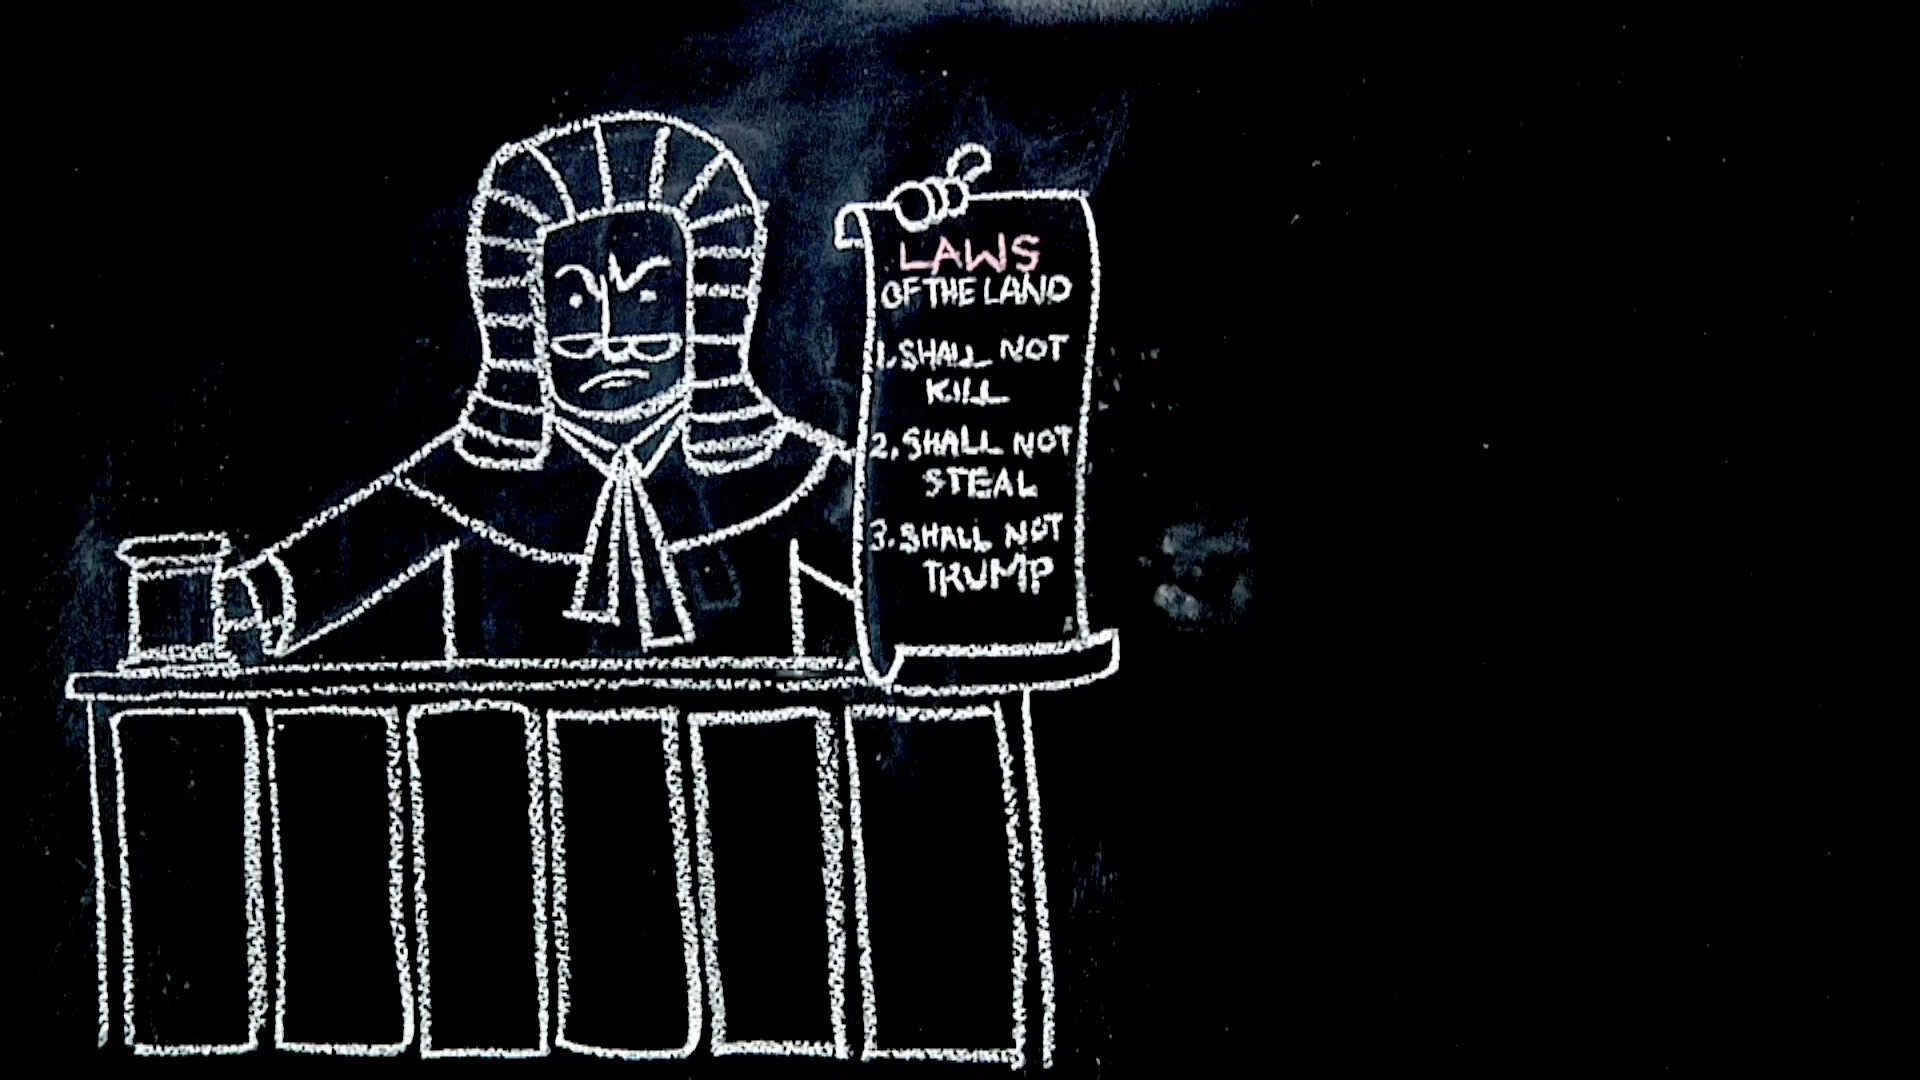 LAWS
OF THE LAND
1. SHALL NOT
KILL
2. SHALL NOT
STEAL
3. SHALL NOT
TRUMP